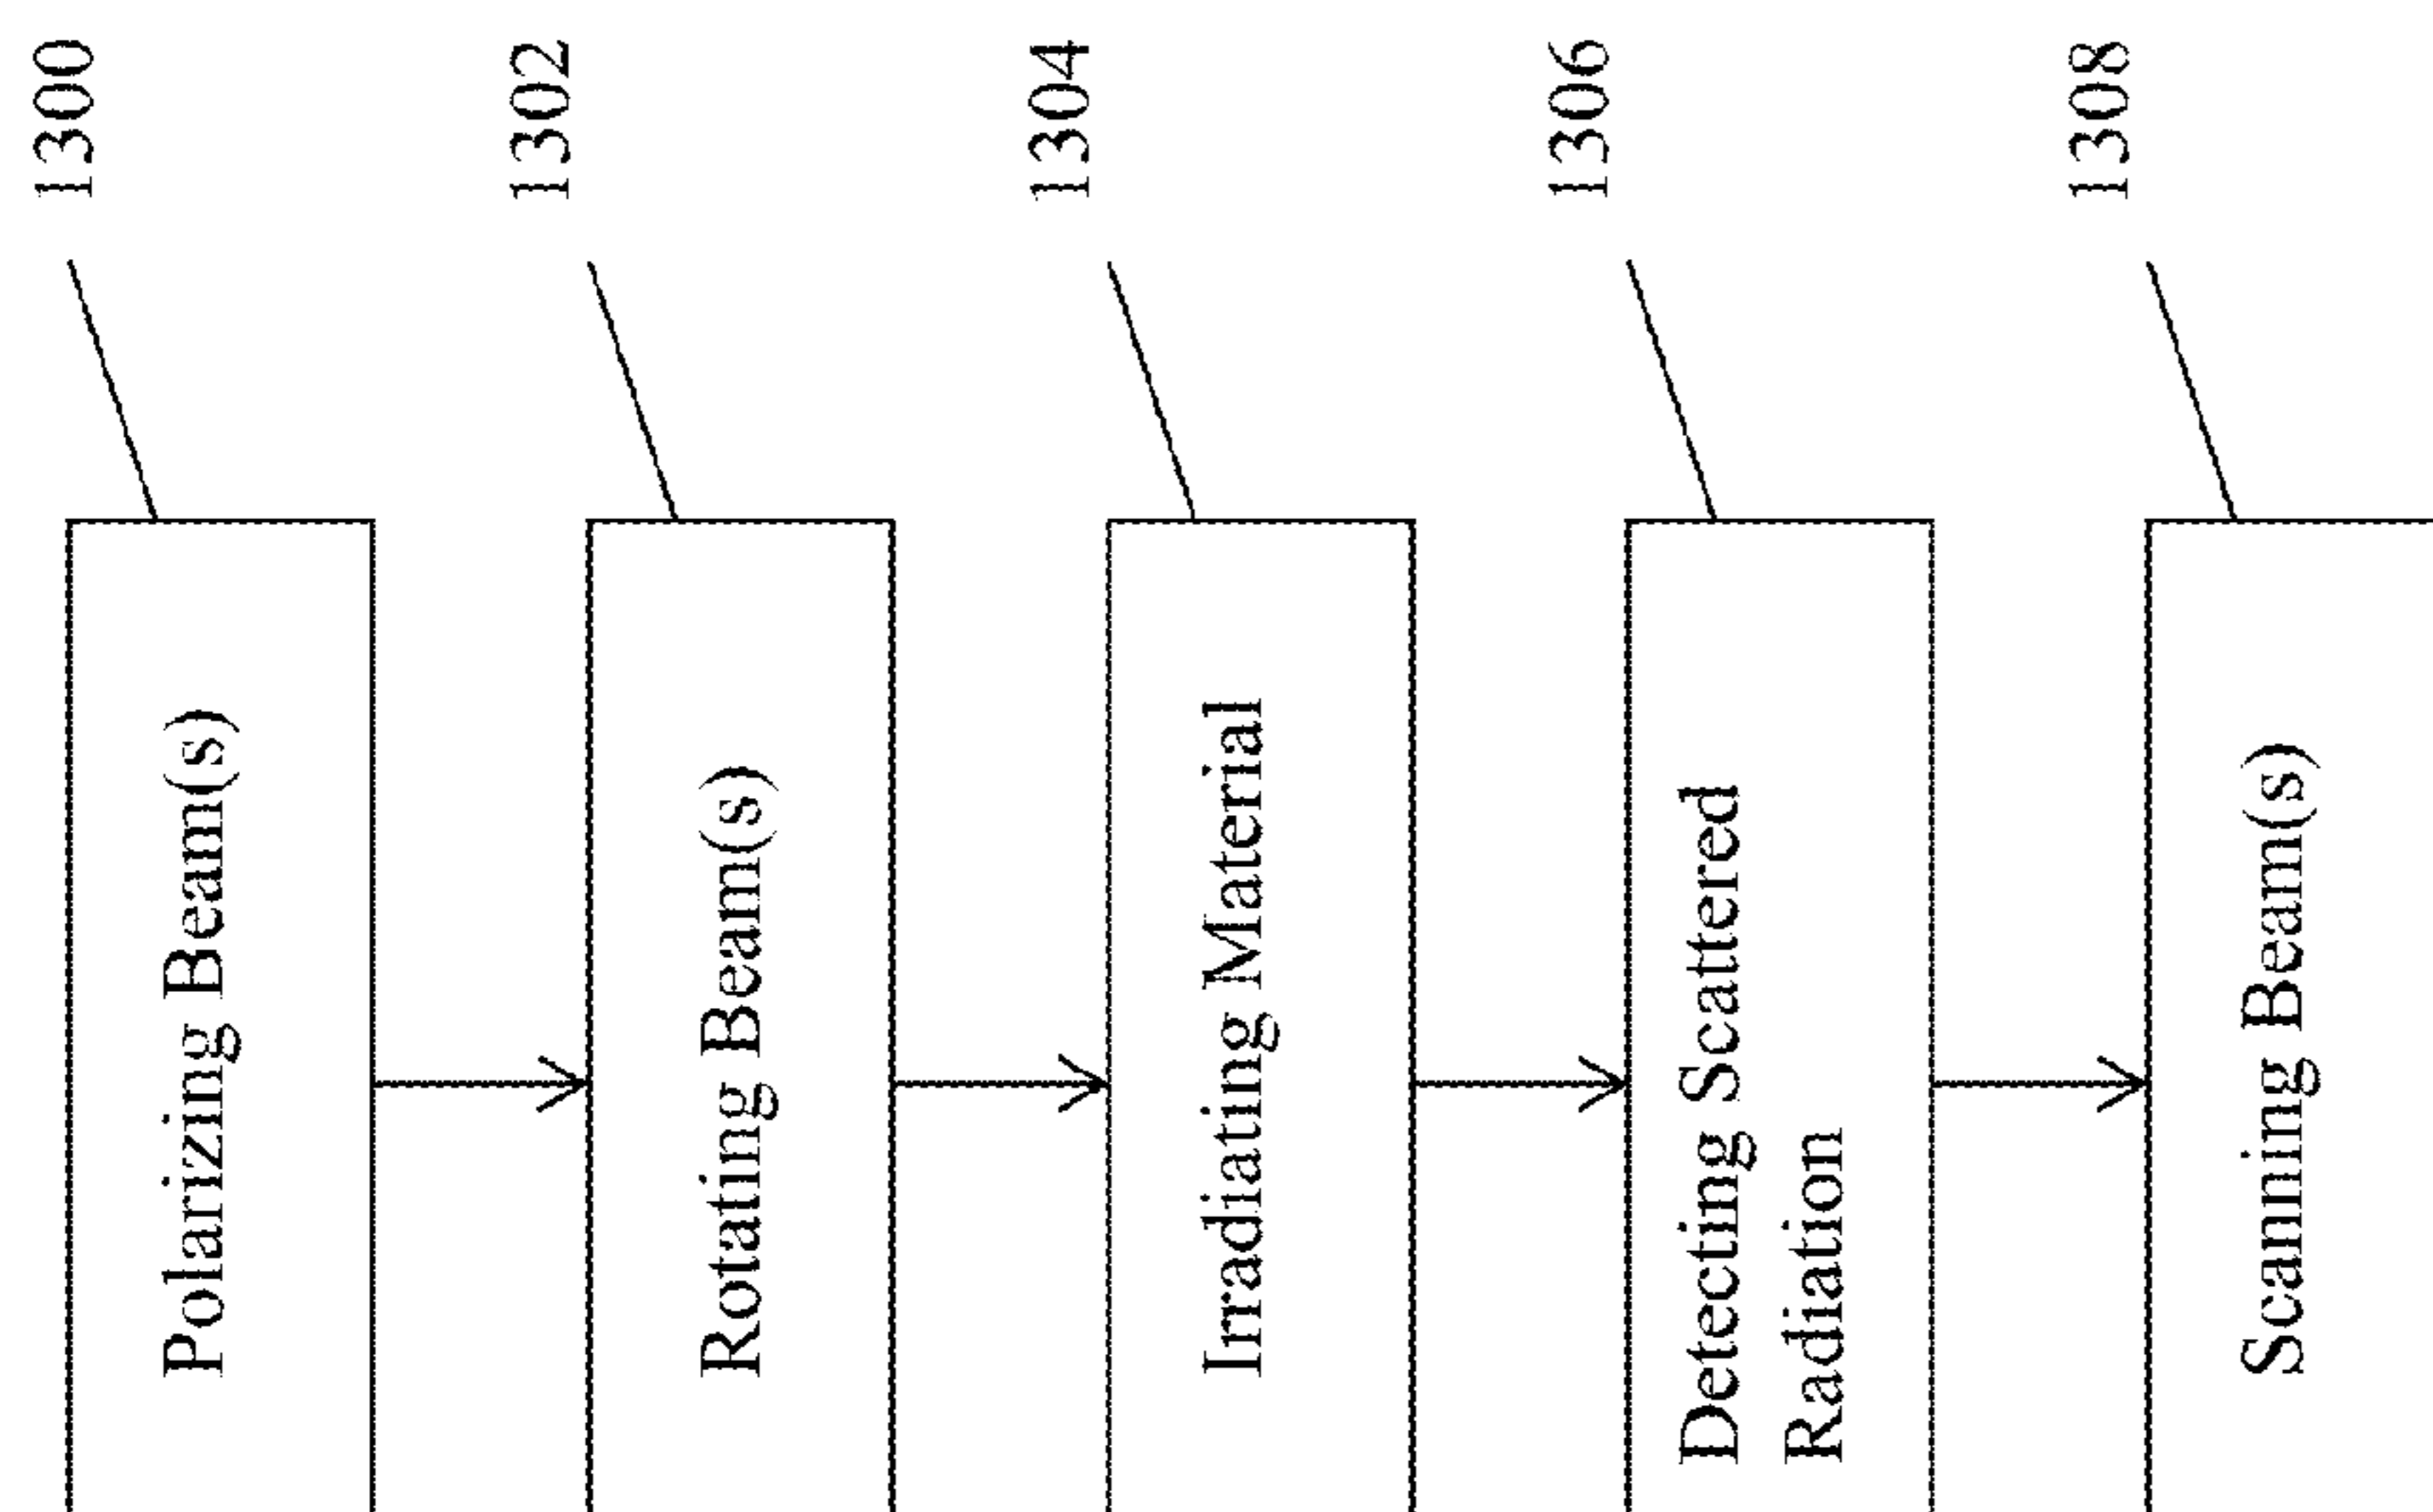 Polarizing Beam(s)
1300
Rotating Beam(s)
1302
Irradiating Material
1304
Detecting Scattered
Radiation
1306
Scanning Beam(s)
1308